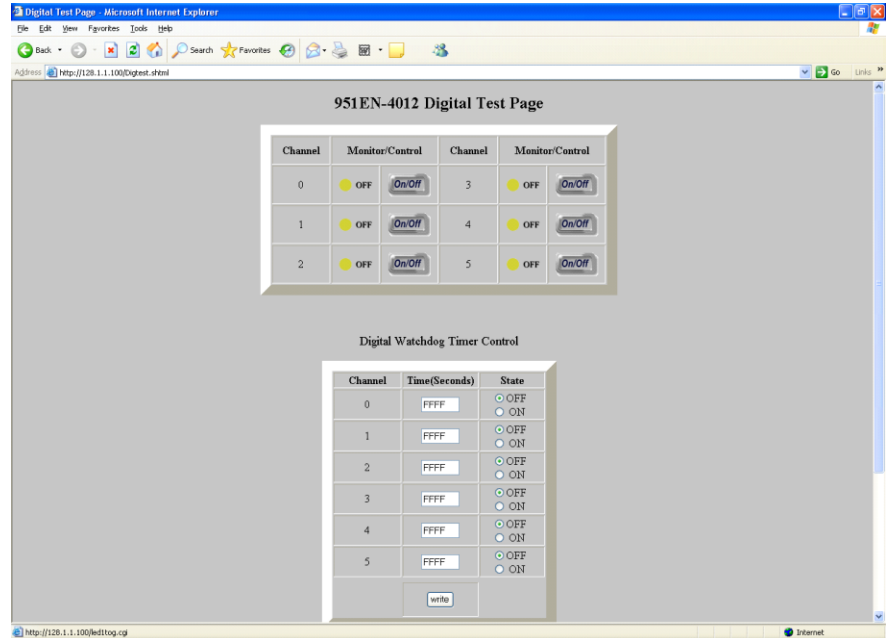 Digital Test Page - Microsoft Internet Explorer
File Edit View Favorites Tools Help
Back Search Favorites
Address http://128.1.1.100/Digtest.shtml Go Links »
951EN-4012 Digital Test Page
Channel Monitor/Control Channel Monitor/Control
0 OFF On/Off 3 OFF On/Off
1 OFF On/Off 4 OFF On/Off
2 OFF On/Off 5 OFF On/Off
Digital Watchdog Timer Control
Channel Time(Seconds) State
0 FFFF OFF
ON
1 FFFF OFF
ON
2 FFFF OFF
ON
3 FFFF OFF
ON
4 FFFF OFF
ON
5 FFFF OFF
ON
write
http://128.1.1.100/led1tog.cgi Internet